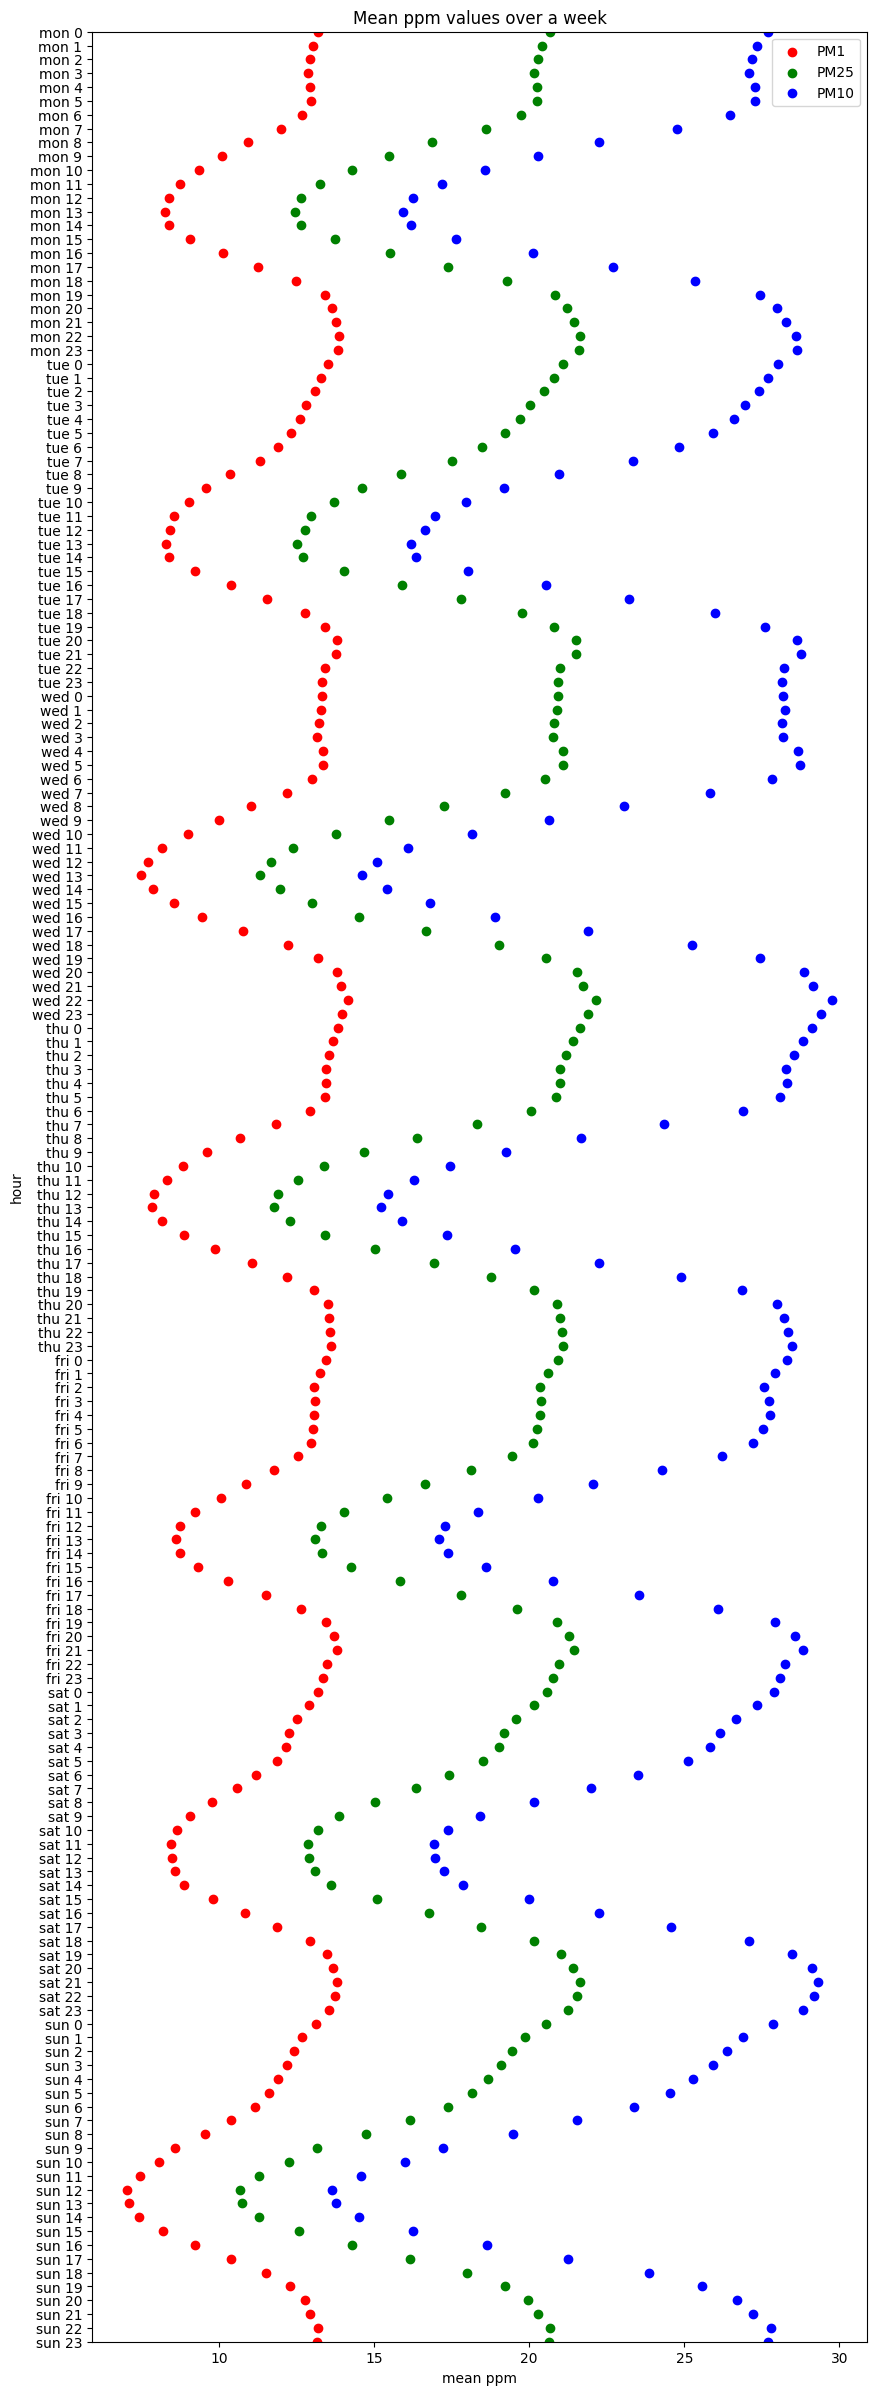 Mean ppm values over a week
PM1
PM25
PM10
mon 0
mon 1
mon 2
mon 3
mon 4
mon 5
mon 6
mon 7
mon 8
mon 9
mon 10
mon 11
mon 12
mon 13
mon 14
mon 15
mon 16
mon 17
mon 18
mon 19
mon 20
mon 21
mon 22
mon 23
tue 0
tue 1
tue 2
tue 3
tue 4
tue 5
tue 6
tue 7
tue 8
tue 9
tue 10
tue 11
tue 12
tue 13
tue 14
tue 15
tue 16
tue 17
tue 18
tue 19
tue 20
tue 21
tue 22
tue 23
wed 0
wed 1
wed 2
wed 3
wed 4
wed 5
wed 6
wed 7
wed 8
wed 9
wed 10
wed 11
wed 12
wed 13
wed 14
wed 15
wed 16
wed 17
wed 18
wed 19
wed 20
wed 21
wed 22
wed 23
thu 0
thu 1
thu 2
thu 3
thu 4
thu 5
thu 6
thu 7
thu 8
thu 9
thu 10
thu 11
thu 12
thu 13
thu 14
thu 15
thu 16
thu 17
thu 18
thu 19
thu 20
thu 21
thu 22
thu 23
fri 0
fri 1
fri 2
fri 3
fri 4
fri 5
fri 6
fri 7
fri 8
fri 9
fri 10
fri 11
fri 12
fri 13
fri 14
fri 15
fri 16
fri 17
fri 18
fri 19
fri 20
fri 21
fri 22
fri 23
sat 0
sat 1
sat 2
sat 3
sat 4
sat 5
sat 6
sat 7
sat 8
sat 9
sat 10
sat 11
sat 12
sat 13
sat 14
sat 15
sat 16
sat 17
sat 18
sat 19
sat 20
sat 21
sat 22
sat 23
sun 0
sun 1
sun 2
sun 3
sun 4
sun 5
sun 6
sun 7
sun 8
sun 9
sun 10
sun 11
sun 12
sun 13
sun 14
sun 15
sun 16
sun 17
sun 18
sun 19
sun 20
sun 21
sun 22
sun 23
hour
10 15 20 25 30
mean ppm